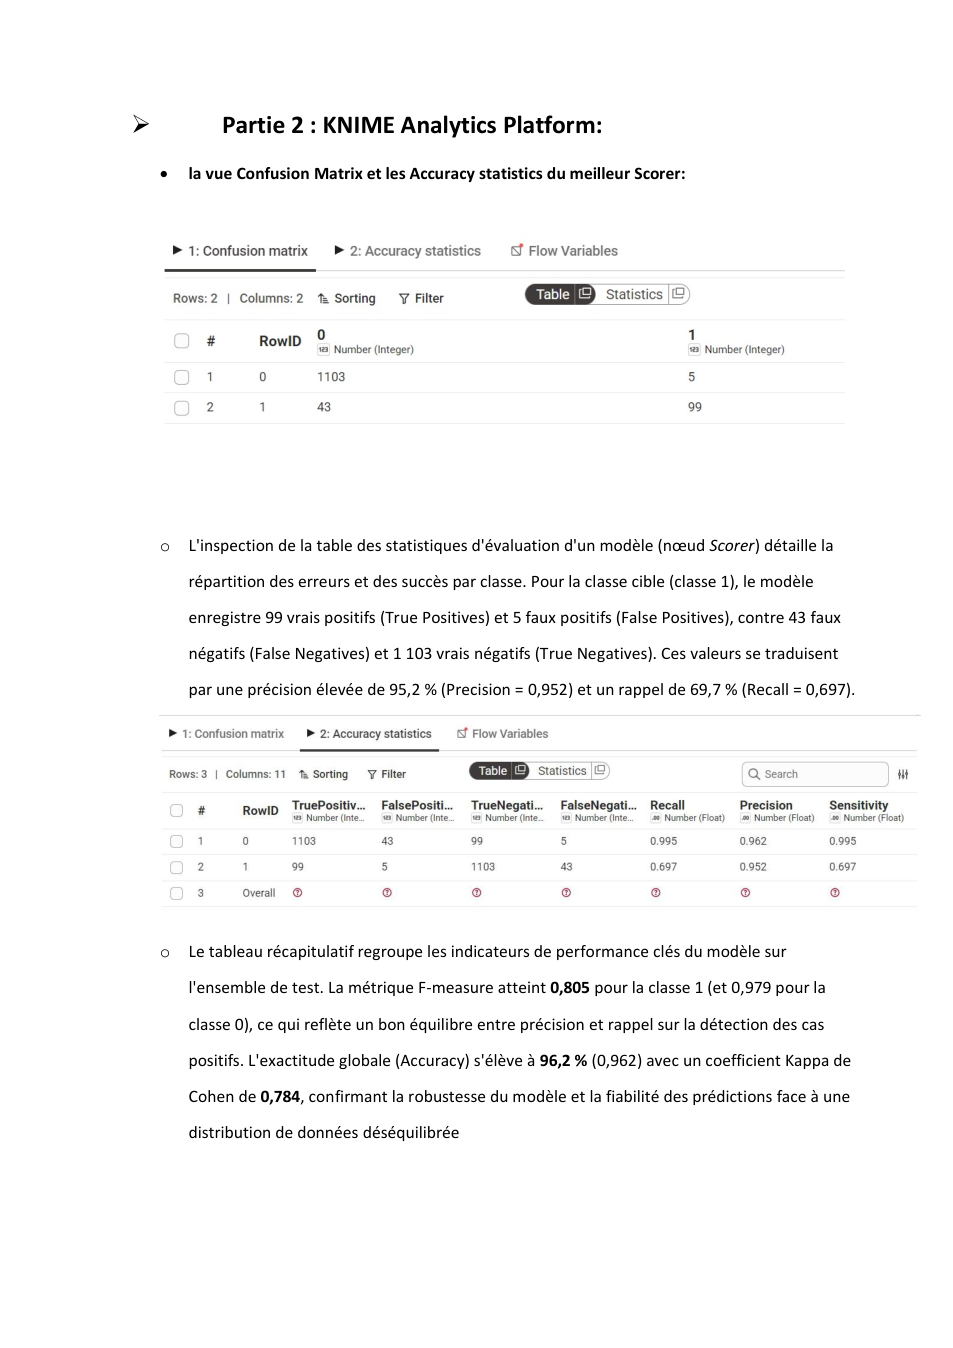 ➢ Partie 2 : KNIME Analytics Platform:
• la vue Confusion Matrix et les Accuracy statistics du meilleur Scorer:
1: Confusion matrix 2: Accuracy statistics Flow Variables
Rows: 2 | Columns: 2 Sorting Filter Table Statistics
# RowID 0 1
Number (Integer) Number (Integer)
1 0 1103 5
2 1 43 99
o L'inspection de la table des statistiques d'évaluation d'un modèle (nœud Scorer) détaille la
répartition des erreurs et des succès par classe. Pour la classe cible (classe 1), le modèle
enregistre 99 vrais positifs (True Positives) et 5 faux positifs (False Positives), contre 43 faux
négatifs (False Negatives) et 1 103 vrais négatifs (True Negatives). Ces valeurs se traduisent
par une précision élevée de 95,2 % (Precision = 0,952) et un rappel de 69,7 % (Recall = 0,697).
1: Confusion matrix 2: Accuracy statistics Flow Variables
Rows: 3 | Columns: 11 Sorting Filter Table Statistics Search
# RowID TruePositiv... FalsePositi... TrueNegati... FalseNegati... Recall Precision Sensitivity
Number (Inte... Number (Inte... Number (Inte... Number (Inte... Number (Float) Number (Float) Number (Float)
1 0 1103 43 99 5 0.995 0.962 0.995
2 1 99 5 1103 43 0.697 0.952 0.697
3 Overall ? ? ? ? ? ? ?
o Le tableau récapitulatif regroupe les indicateurs de performance clés du modèle sur
l'ensemble de test. La métrique F-measure atteint 0,805 pour la classe 1 (et 0,979 pour la
classe 0), ce qui reflète un bon équilibre entre précision et rappel sur la détection des cas
positifs. L'exactitude globale (Accuracy) s'élève à 96,2 % (0,962) avec un coefficient Kappa de
Cohen de 0,784, confirmant la robustesse du modèle et la fiabilité des prédictions face à une
distribution de données déséquilibrée